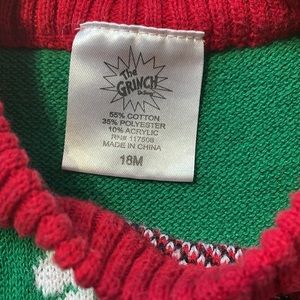 The
GRINCH
55% COTTON
35% POLYESTER
10% ACRYLIC
RN# 117508
MADE IN CHINA
18M